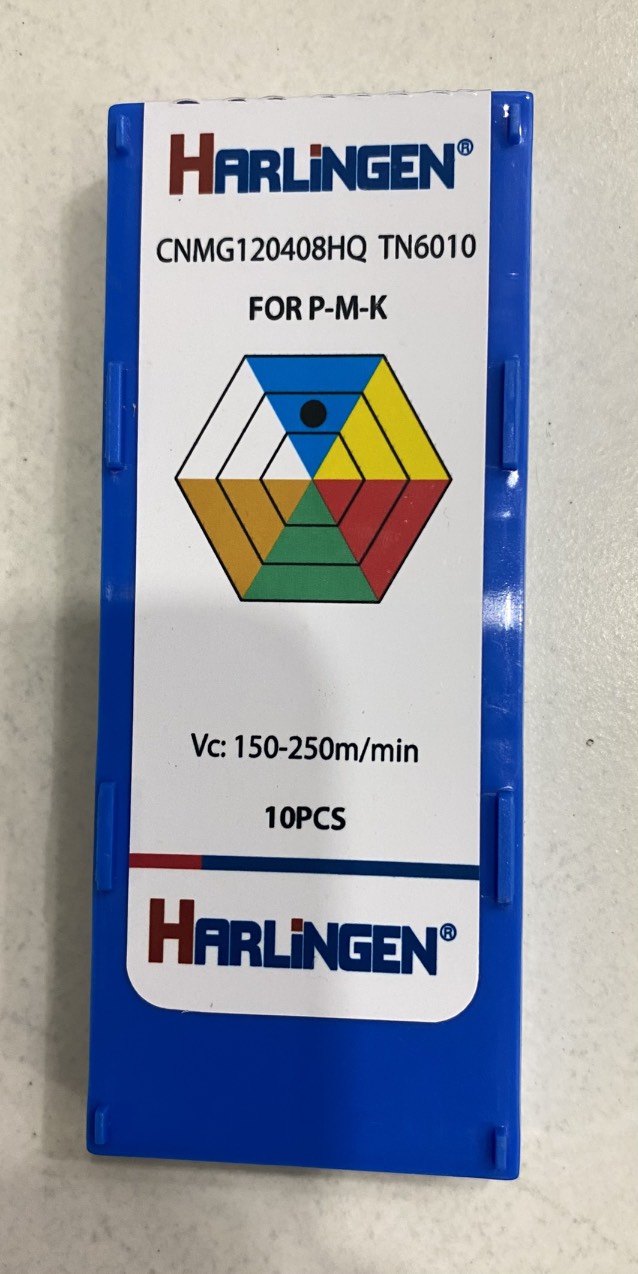 HARLiNGEN®
CNMG120408HQ TN6010
FOR P-M-K
Vc: 150-250m/min
10PCS
HARLiNGEN®